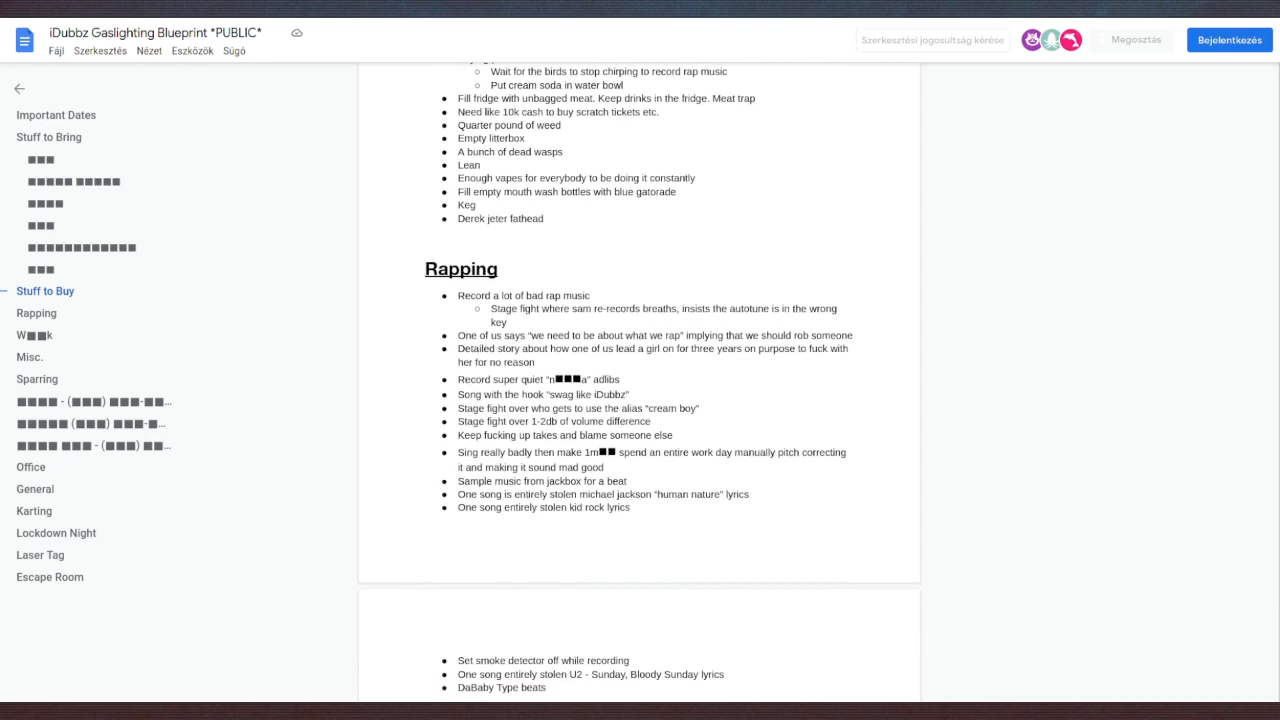 iDubbz Gaslighting Blueprint *PUBLIC*
Fájl Szerkesztés Nézet Eszközök Súgó
Szerkesztési jogosultság kérése
Megosztás
Bejelentkezés
Important Dates
Stuff to Bring
■■■
■■■■■ ■■■■■
■■■■
■■■
■■■■■■■■■■■■
■■■
Stuff to Buy
Rapping
W■■k
Misc.
Sparring
■■■■ - (■■■) ■■■-■■...
■■■■■ (■■■) ■■■-■...
■■■■ ■■■ - (■■■) ■■...
Office
General
Karting
Lockdown Night
Laser Tag
Escape Room
○ Wait for the birds to stop chirping to record rap music
○ Put cream soda in water bowl
● Fill fridge with unbagged meat. Keep drinks in the fridge. Meat trap
● Need like 10k cash to buy scratch tickets etc.
● Quarter pound of weed
● Empty litterbox
● A bunch of dead wasps
● Lean
● Enough vapes for everybody to be doing it constantly
● Fill empty mouth wash bottles with blue gatorade
● Keg
● Derek jeter fathead
Rapping
● Record a lot of bad rap music
○ Stage fight where sam re-records breaths, insists the autotune is in the wrong
key
● One of us says “we need to be about what we rap” implying that we should rob someone
● Detailed story about how one of us lead a girl on for three years on purpose to fuck with
her for no reason
● Record super quiet “n■■■a” adlibs
● Song with the hook “swag like iDubbz”
● Stage fight over who gets to use the alias “cream boy”
● Stage fight over 1-2db of volume difference
● Keep fucking up takes and blame someone else
● Sing really badly then make 1m■■ spend an entire work day manually pitch correcting
it and making it sound mad good
● Sample music from jackbox for a beat
● One song is entirely stolen michael jackson “human nature” lyrics
● One song entirely stolen kid rock lyrics
● Set smoke detector off while recording
● One song entirely stolen U2 - Sunday, Bloody Sunday lyrics
● DaBaby Type beats